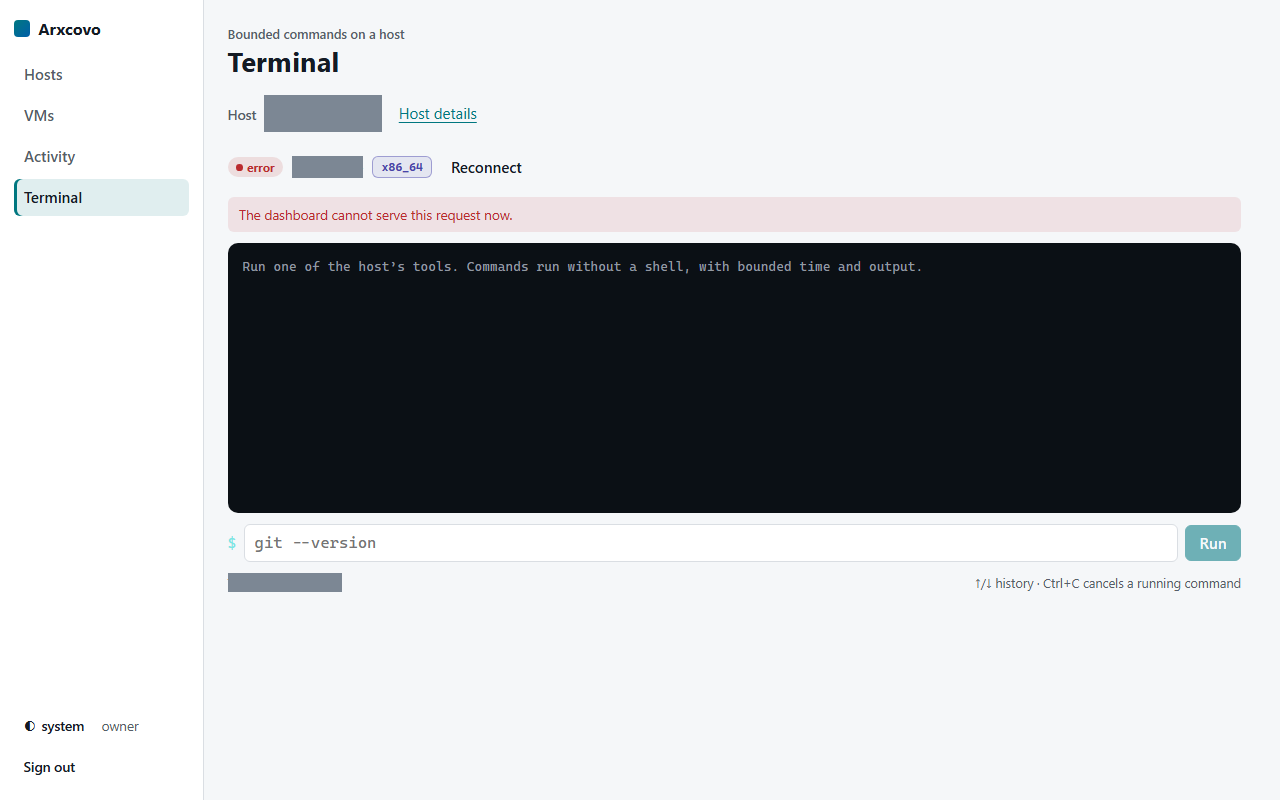 Arxcovo
Hosts
VMs
Activity
Terminal
system owner
Sign out
Bounded commands on a host
Terminal
Host Host details
error x86_64 Reconnect
The dashboard cannot serve this request now.
Run one of the host's tools. Commands run without a shell, with bounded time and output.
$ git --version Run
↑/↓ history · Ctrl+C cancels a running command